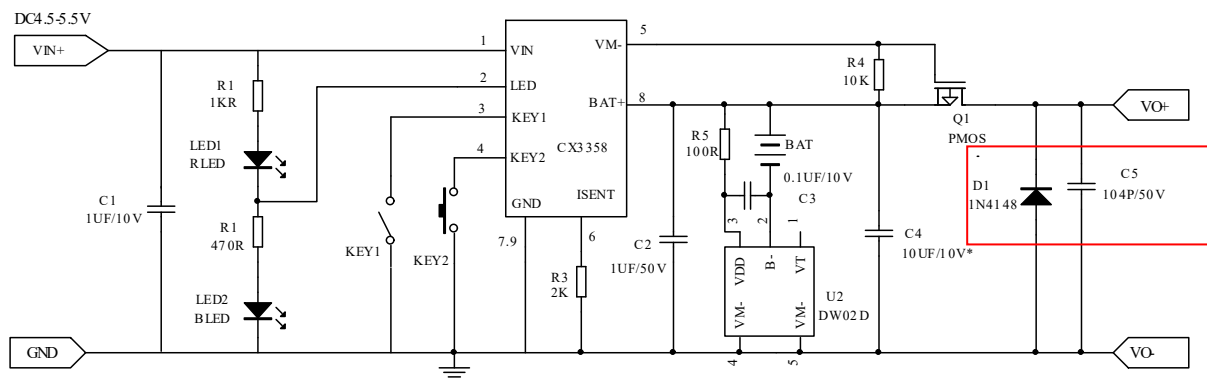 DC4.5-5.5V
VIN+
R1
1KR
LED1
RLED
C1
1UF/10V
R1
470R
LED2
BLED
GND
1
VIN
2
LED
3
KEY1
4
KEY2
CX3358
GND
7.9
ISENT
6
VM-
5
BAT+
8
KEY1
KEY2
R3
2K
C2
1UF/50V
R5
100R
BAT
0.1UF/10V
C3
3
2
1
VDD
B-
VT
VM-
VM-
4
5
U2
DW02D
R4
10K
C4
10UF/10V*
Q1
PMOS
D1
1N4148
C5
104P/50V
VO+
VO-